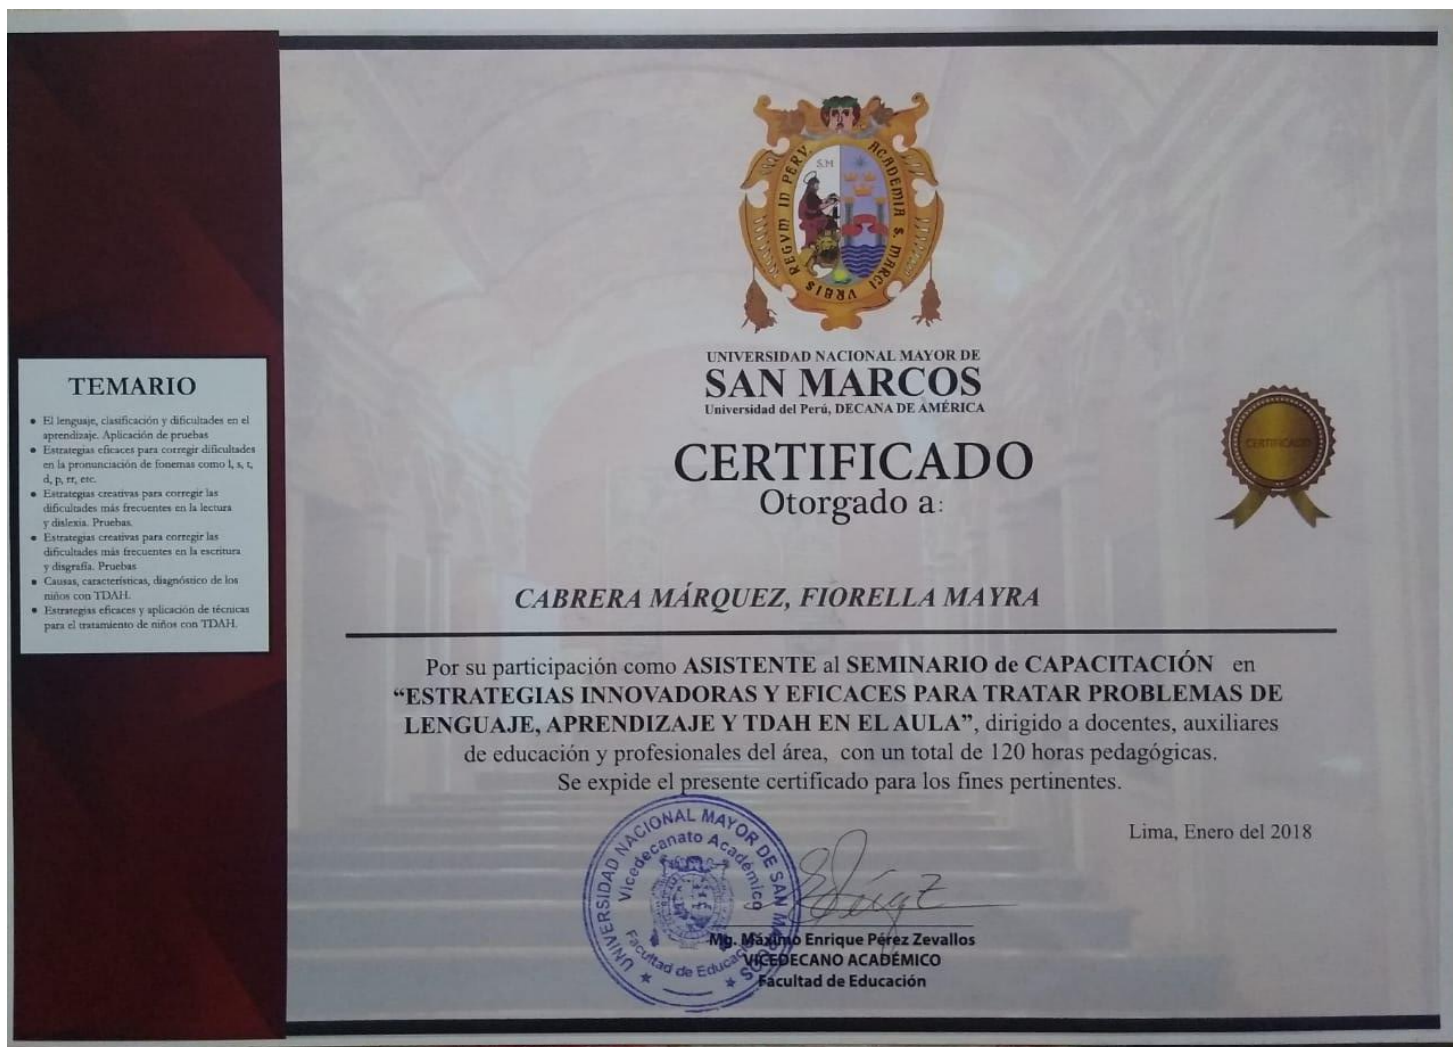 TEMARIO
• El lenguaje, clasificación y dificultades en el
aprendizaje. Aplicación de pruebas
• Estrategias eficaces para corregir dificultades
en la pronunciación de fonemas como l, s, t,
d, p, rr, etc.
• Estrategias creativas para corregir las
dificultades más frecuentes en la lectura
y dislexia. Pruebas.
• Estrategias creativas para corregir las
dificultades más frecuentes en la escritura
y disgrafía. Pruebas
• Causas, características, diagnóstico de los
niños con TDAH.
• Estrategias eficaces y aplicación de técnicas
para el tratamiento de niños con TDAH.
ACADEMIA S. MARCI VRBIS REGVM IN PERV.
S.M
UNIVERSIDAD NACIONAL MAYOR DE
SAN MARCOS
Universidad del Perú, DECANA DE AMÉRICA
CERTIFICADO
Otorgado a:
CERTIFICADO
CABRERA MÁRQUEZ, FIORELLA MAYRA
Por su participación como ASISTENTE al SEMINARIO de CAPACITACIÓN en
“ESTRATEGIAS INNOVADORAS Y EFICACES PARA TRATAR PROBLEMAS DE
LENGUAJE, APRENDIZAJE Y TDAH EN EL AULA”, dirigido a docentes, auxiliares
de educación y profesionales del área, con un total de 120 horas pedagógicas.
Se expide el presente certificado para los fines pertinentes.
Lima, Enero del 2018
UNIVERSIDAD NACIONAL MAYOR DE SAN MARCOS
Vicedecanato Académico
Facultad de Educación
Mg. Máximo Enrique Pérez Zevallos
VICEDECANO ACADÉMICO
Facultad de Educación